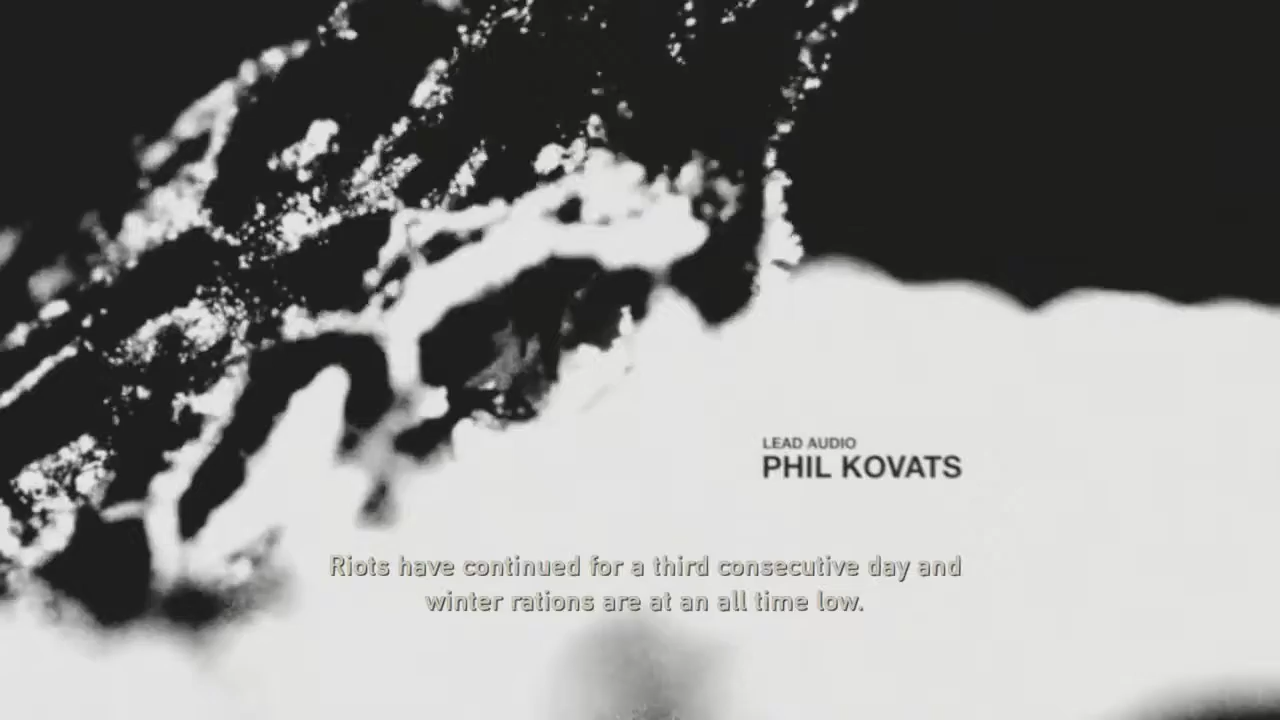 LEAD AUDIO
PHIL KOVATS
Riots have continued for a third consecutive day and
winter rations are at an all time low.